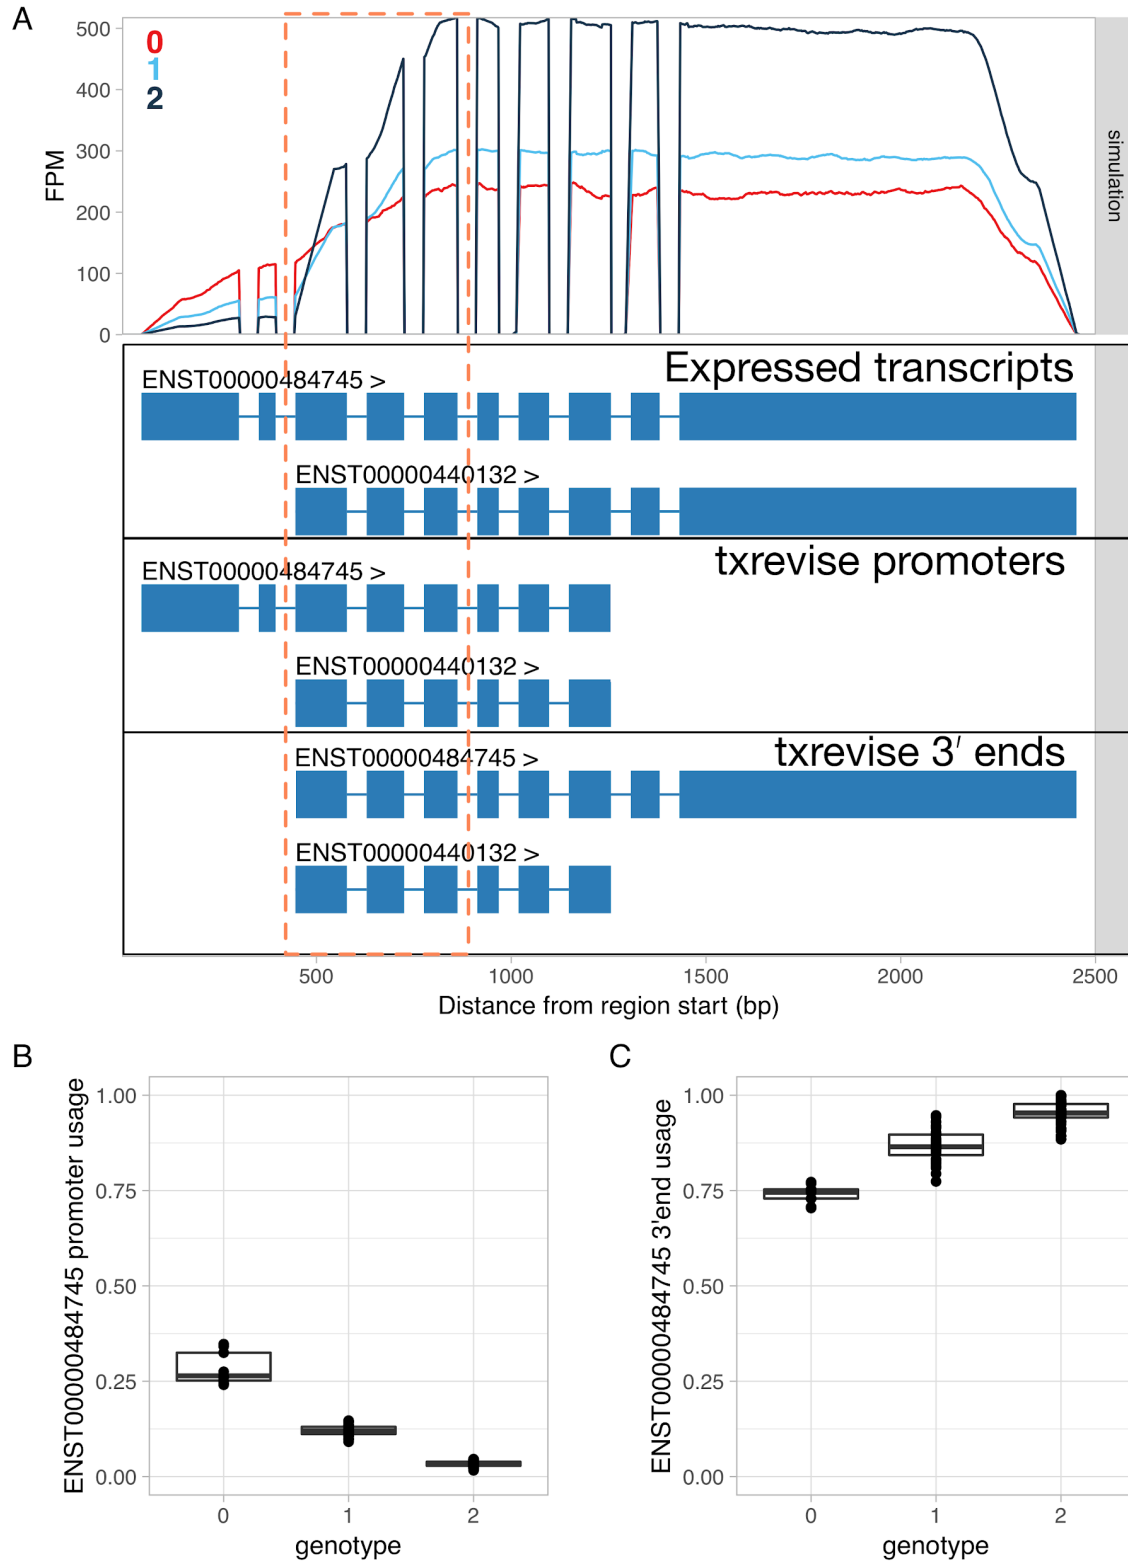 A
0
1
2
500
400
300
200
100
0
FPM
simulation
Expressed transcripts
ENST00000484745 >
ENST00000440132 >
txrevise promoters
ENST00000484745 >
ENST00000440132 >
txrevise 3′ ends
ENST00000484745 >
ENST00000440132 >
500 1000 1500 2000 2500
Distance from region start (bp)
B
ENST00000484745 promoter usage
1.00
0.75
0.50
0.25
0.00
0 1 2
genotype
C
ENST00000484745 3'end usage
1.00
0.75
0.50
0.25
0.00
0 1 2
genotype